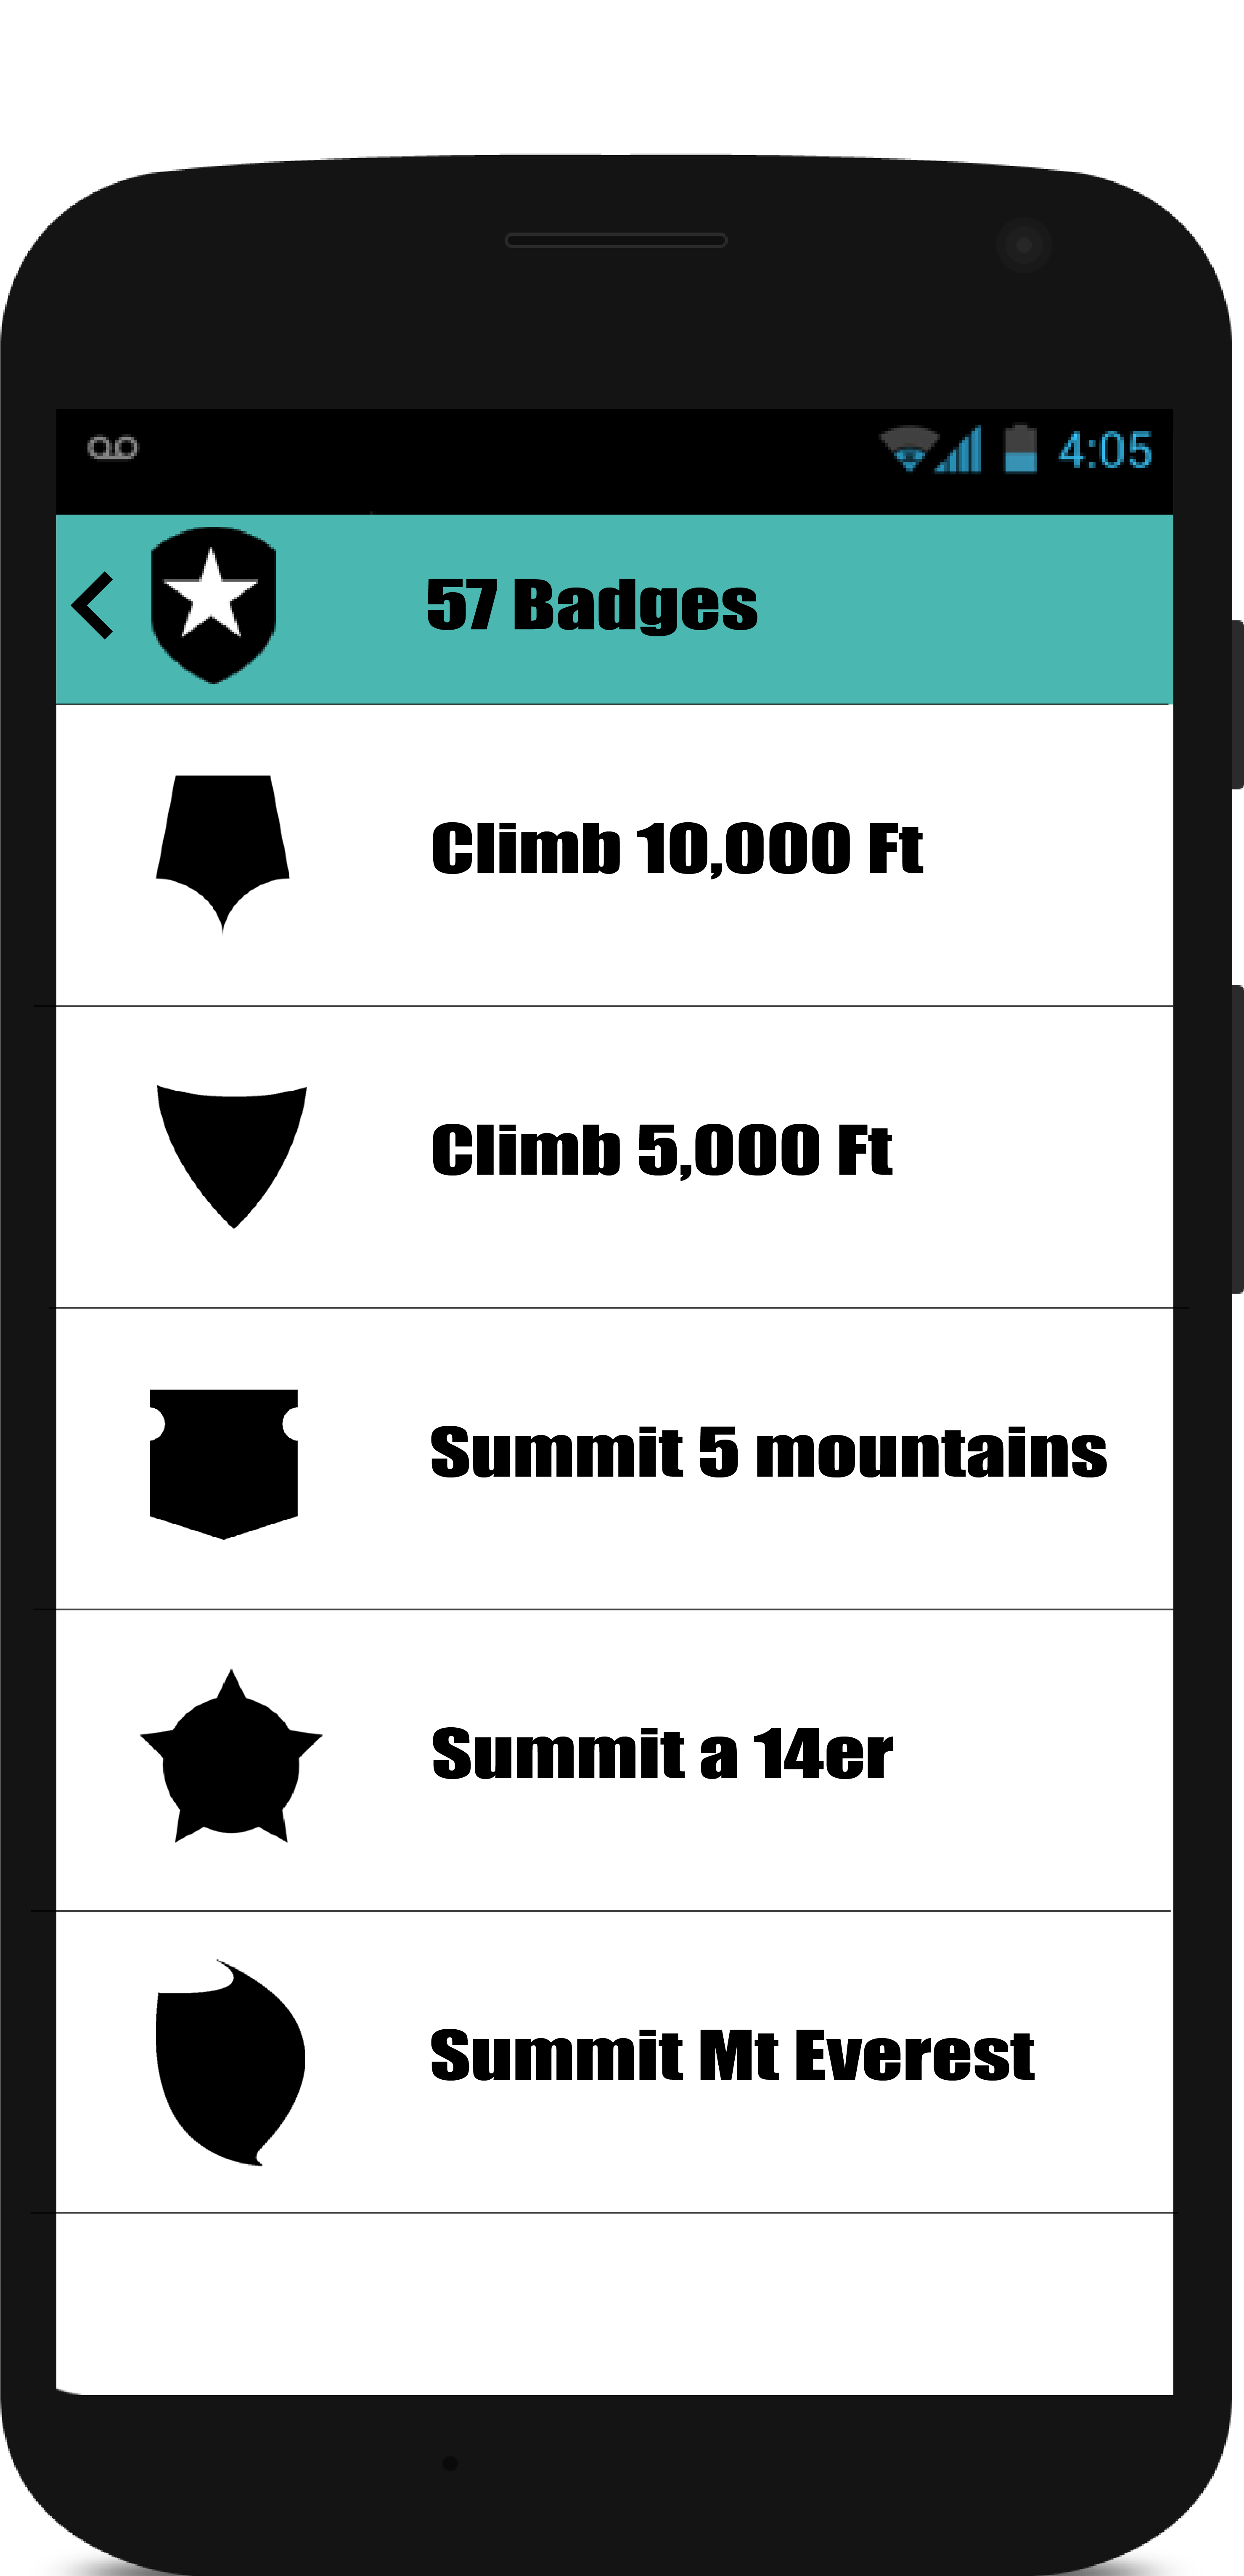 4:05
57 Badges
Climb 10,000 Ft
Climb 5,000 Ft
Summit 5 mountains
Summit a 14er
Summit Mt Everest